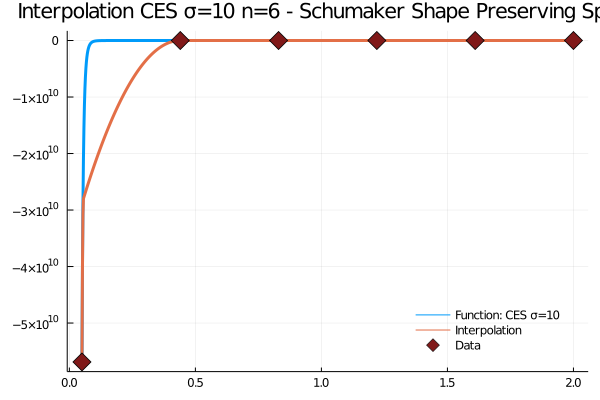 Interpolation CES σ=10 n=6 - Schumaker Shape Preserving Sp
0
−1×10¹⁰
−2×10¹⁰
−3×10¹⁰
−4×10¹⁰
−5×10¹⁰
Function: CES σ=10
Interpolation
Data
0.0 0.5 1.0 1.5 2.0